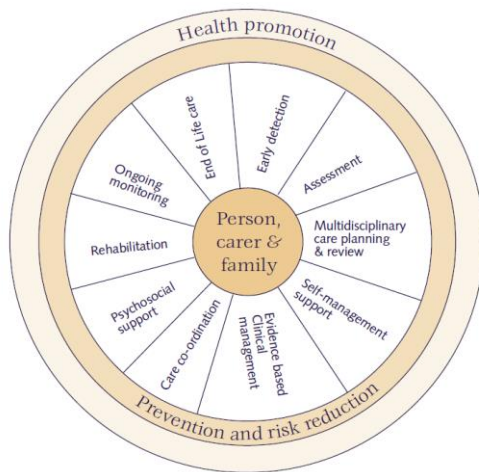 Health promotion
Early detection
Assessment
Multidisciplinary
care planning
& review
Self-management
support
Evidence based
Clinical
management
Care co-ordination
Psychosocial
support
Rehabilitation
Ongoing
monitoring
End of Life care
Person,
carer &
family
Prevention and risk reduction